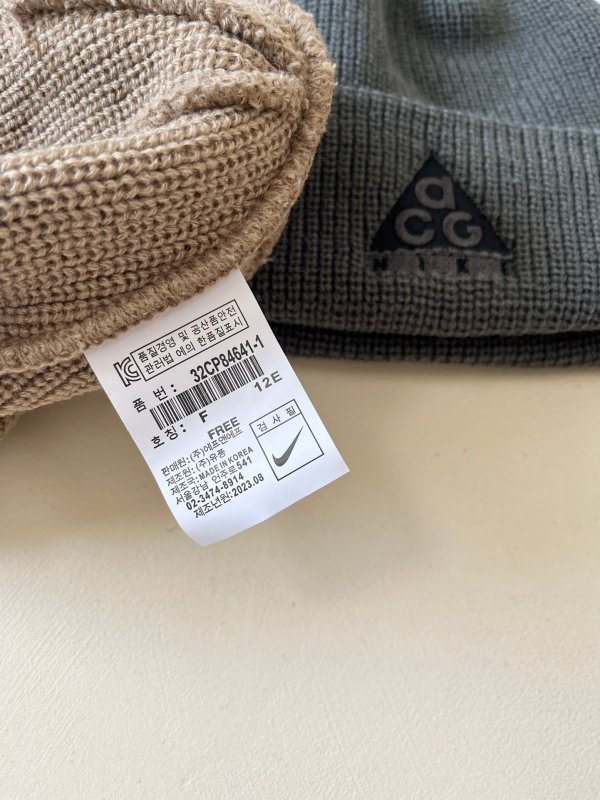 품질경영 및 공산품안전
관리법 에의 한품질표시
품 번: 32CP84641-1
12E
호칭: F
FREE
판매원: (주)에프앤에프
제조원: (주)유풍
제조국: MADE IN KOREA
서울강남 언주로541
02-3474-8914
제조년원:2023.08
검 사 필
aCG
NIKE